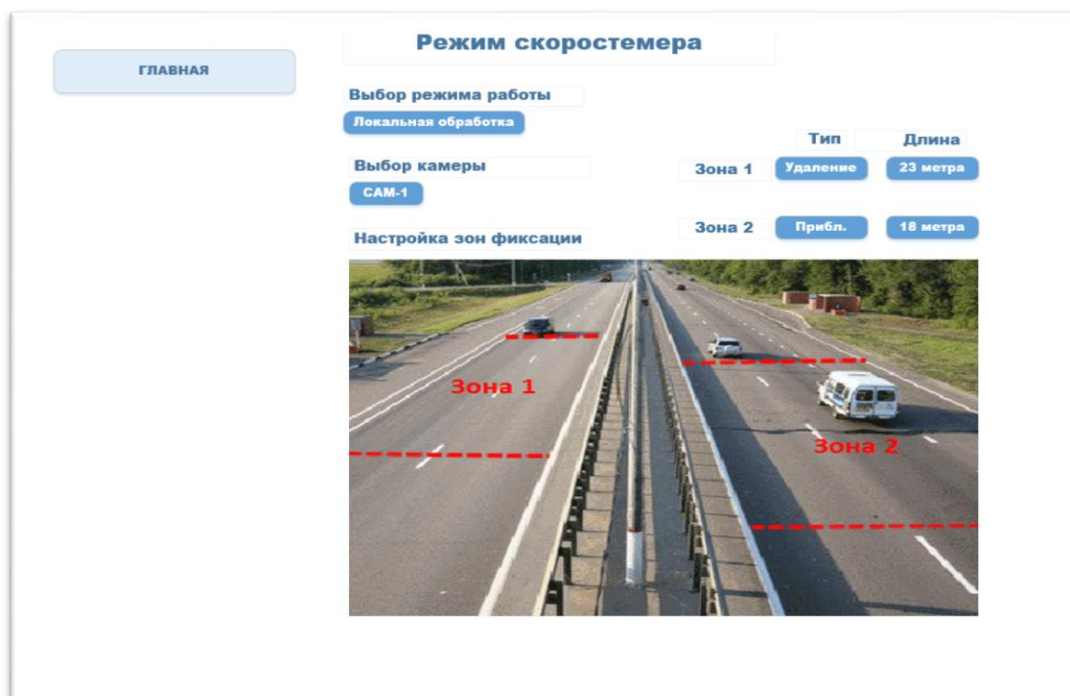 Режим скоростемера
ГЛАВНАЯ
Выбор режима работы
Локальная обработка
Тип Длина
Выбор камеры
CAM-1
Зона 1 Удаление 23 метра
Зона 2 Прибл. 18 метра
Настройка зон фиксации
Зона 1
Зона 2